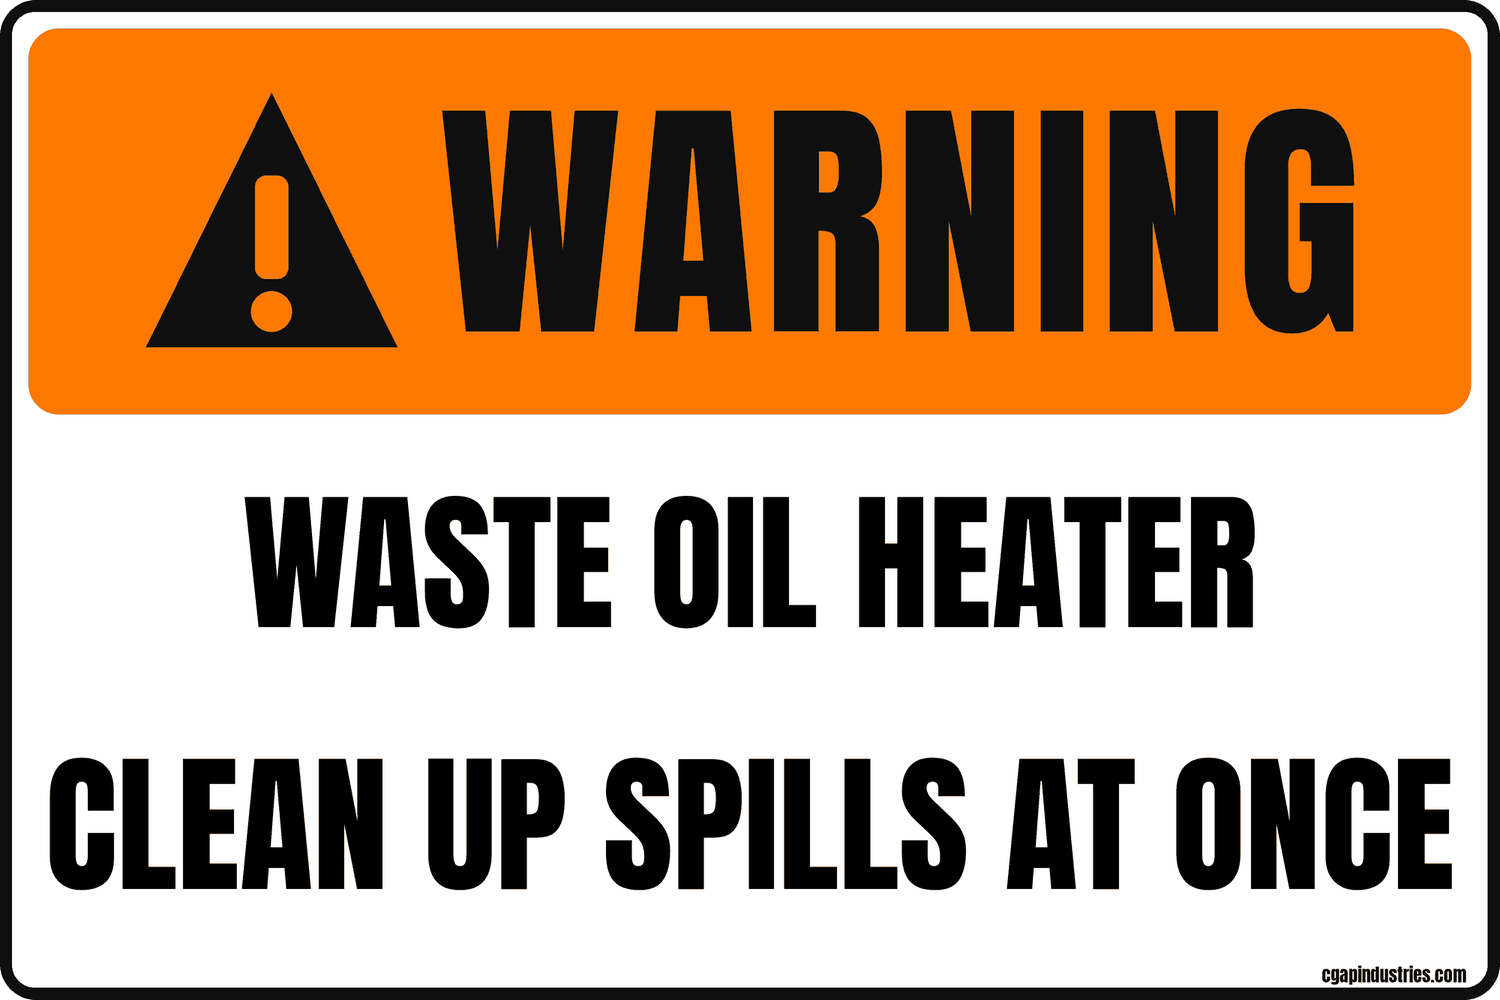 WARNING
WASTE OIL HEATER
CLEAN UP SPILLS AT ONCE
cgapindustries.com